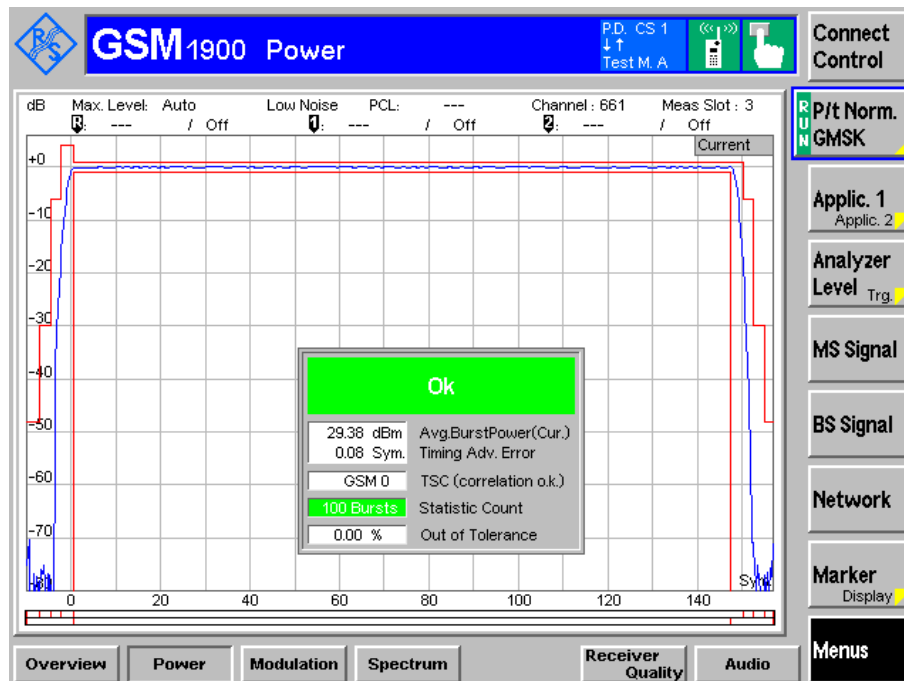 R/S
GSM 1900 Power
P.D. CS 1
↓↑
Test M. A
Connect
Control
dB Max. Level: Auto Low Noise PCL: --- Channel : 661 Meas Slot : 3
R: --- / Off 1: --- / Off 2: --- / Off
RUN
P/t Norm.
GMSK
Current
+0
-10
-20
-30
-40
-50
-60
-70
Applic. 1
Applic. 2
Analyzer
Level Trg.
MS Signal
BS Signal
Network
Marker
Display
Menus
Ok
29.38 dBm Avg.BurstPower(Cur.)
0.08 Sym. Timing Adv. Error
GSM 0 TSC (correlation o.k.)
100 Bursts Statistic Count
0.00 % Out of Tolerance
0 20 40 60 80 100 120 140
Overview Power Modulation Spectrum Receiver Quality Audio